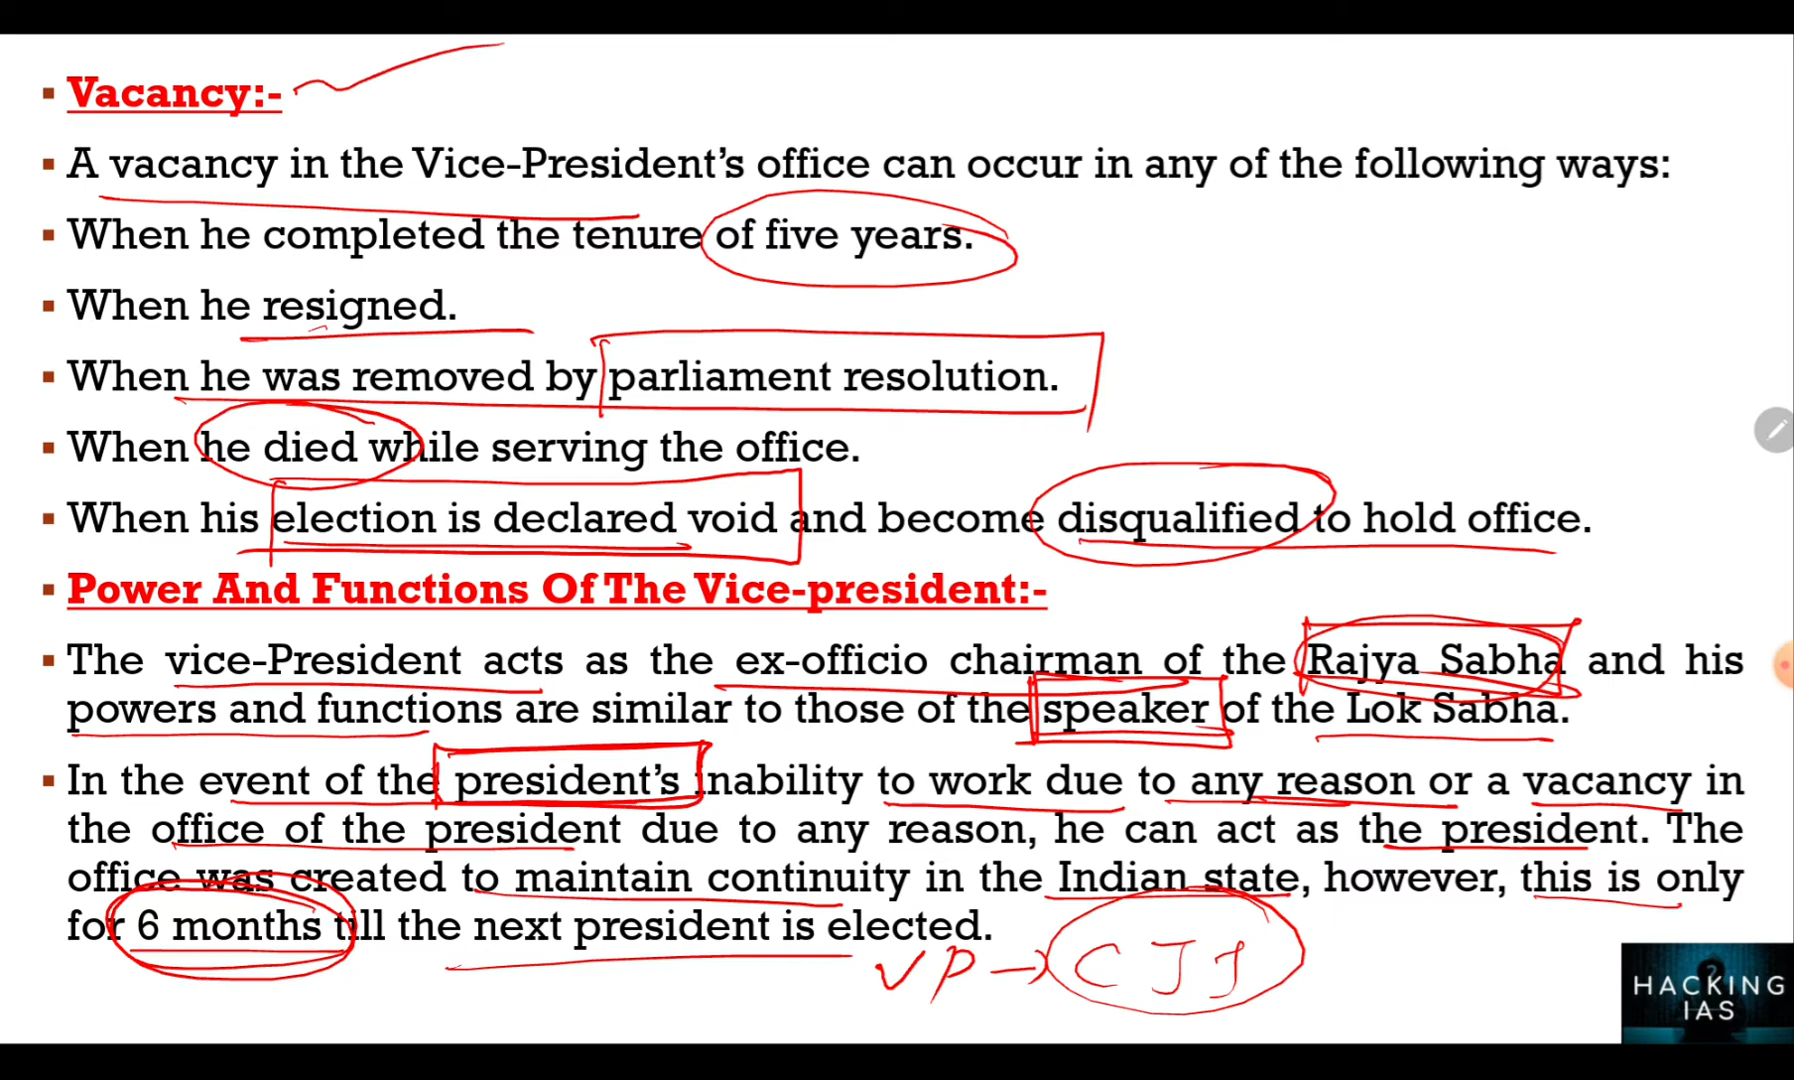 Vacancy:-
A vacancy in the Vice-President's office can occur in any of the following ways:
When he completed the tenure of five years.
When he resigned.
When he was removed by parliament resolution.
When he died while serving the office.
When his election is declared void and become disqualified to hold office.
Power And Functions Of The Vice-president:-
The vice-President acts as the ex-officio chairman of the Rajya Sabha and his
powers and functions are similar to those of the speaker of the Lok Sabha.
In the event of the president's inability to work due to any reason or a vacancy in
the office of the president due to any reason, he can act as the president. The
office was created to maintain continuity in the Indian state, however, this is only
for 6 months till the next president is elected.
VP → CJI
HACKING
IAS